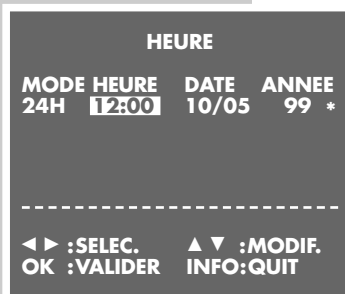 HEURE
MODE HEURE DATE ANNEE
24H 12:00 10/05 99 *
◄ ► :SELEC. ▲ ▼ :MODIF.
OK :VALIDER INFO:QUIT